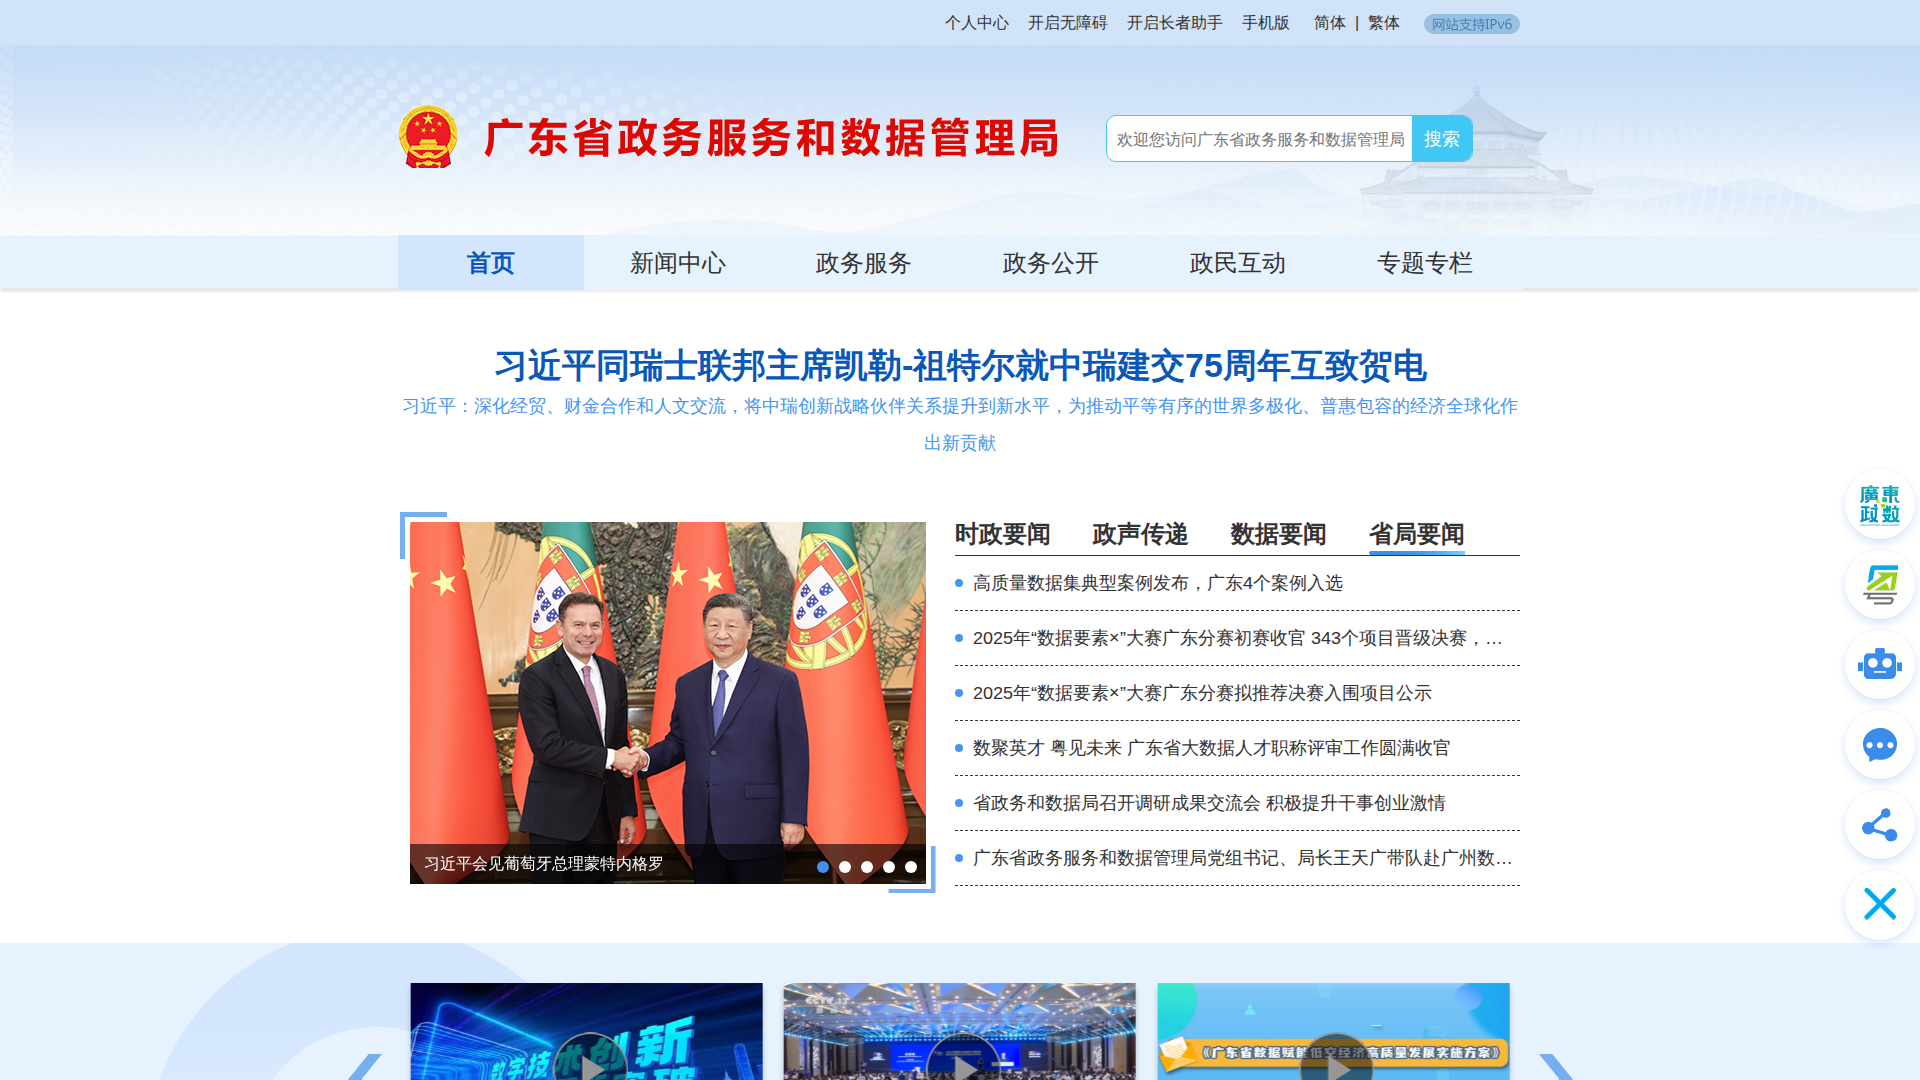 个人中心 开启无障碍 开启长者助手 手机版 简体 | 繁体 网站支持IPv6
广东省政务服务和数据管理局
欢迎您访问广东省政务服务和数据管理局 搜索
首页 新闻中心 政务服务 政务公开 政民互动 专题专栏
习近平同瑞士联邦主席凯勒-祖特尔就中瑞建交75周年互致贺电
习近平：深化经贸、财金合作和人文交流，将中瑞创新战略伙伴关系提升到新水平，为推动平等有序的世界多极化、普惠包容的经济全球化作
出新贡献
習近平会见葡萄牙总理蒙特内格罗
时政要闻 政声传递 数据要闻 省局要闻
高质量数据集典型案例发布，广东4个案例入选
2025年“数据要素×”大赛广东分赛初赛收官 343个项目晋级决赛，…
2025年“数据要素×”大赛广东分赛拟推荐决赛入围项目公示
数聚英才 粤见未来 广东省大数据人才职称评审工作圆满收官
省政务和数据局召开调研成果交流会 积极提升干事创业激情
广东省政务服务和数据管理局党组书记、局长王天广带队赴广州数…
廣東
政数
数字技术创新
《广东省数据赋能低空经济高质量发展实施方案》